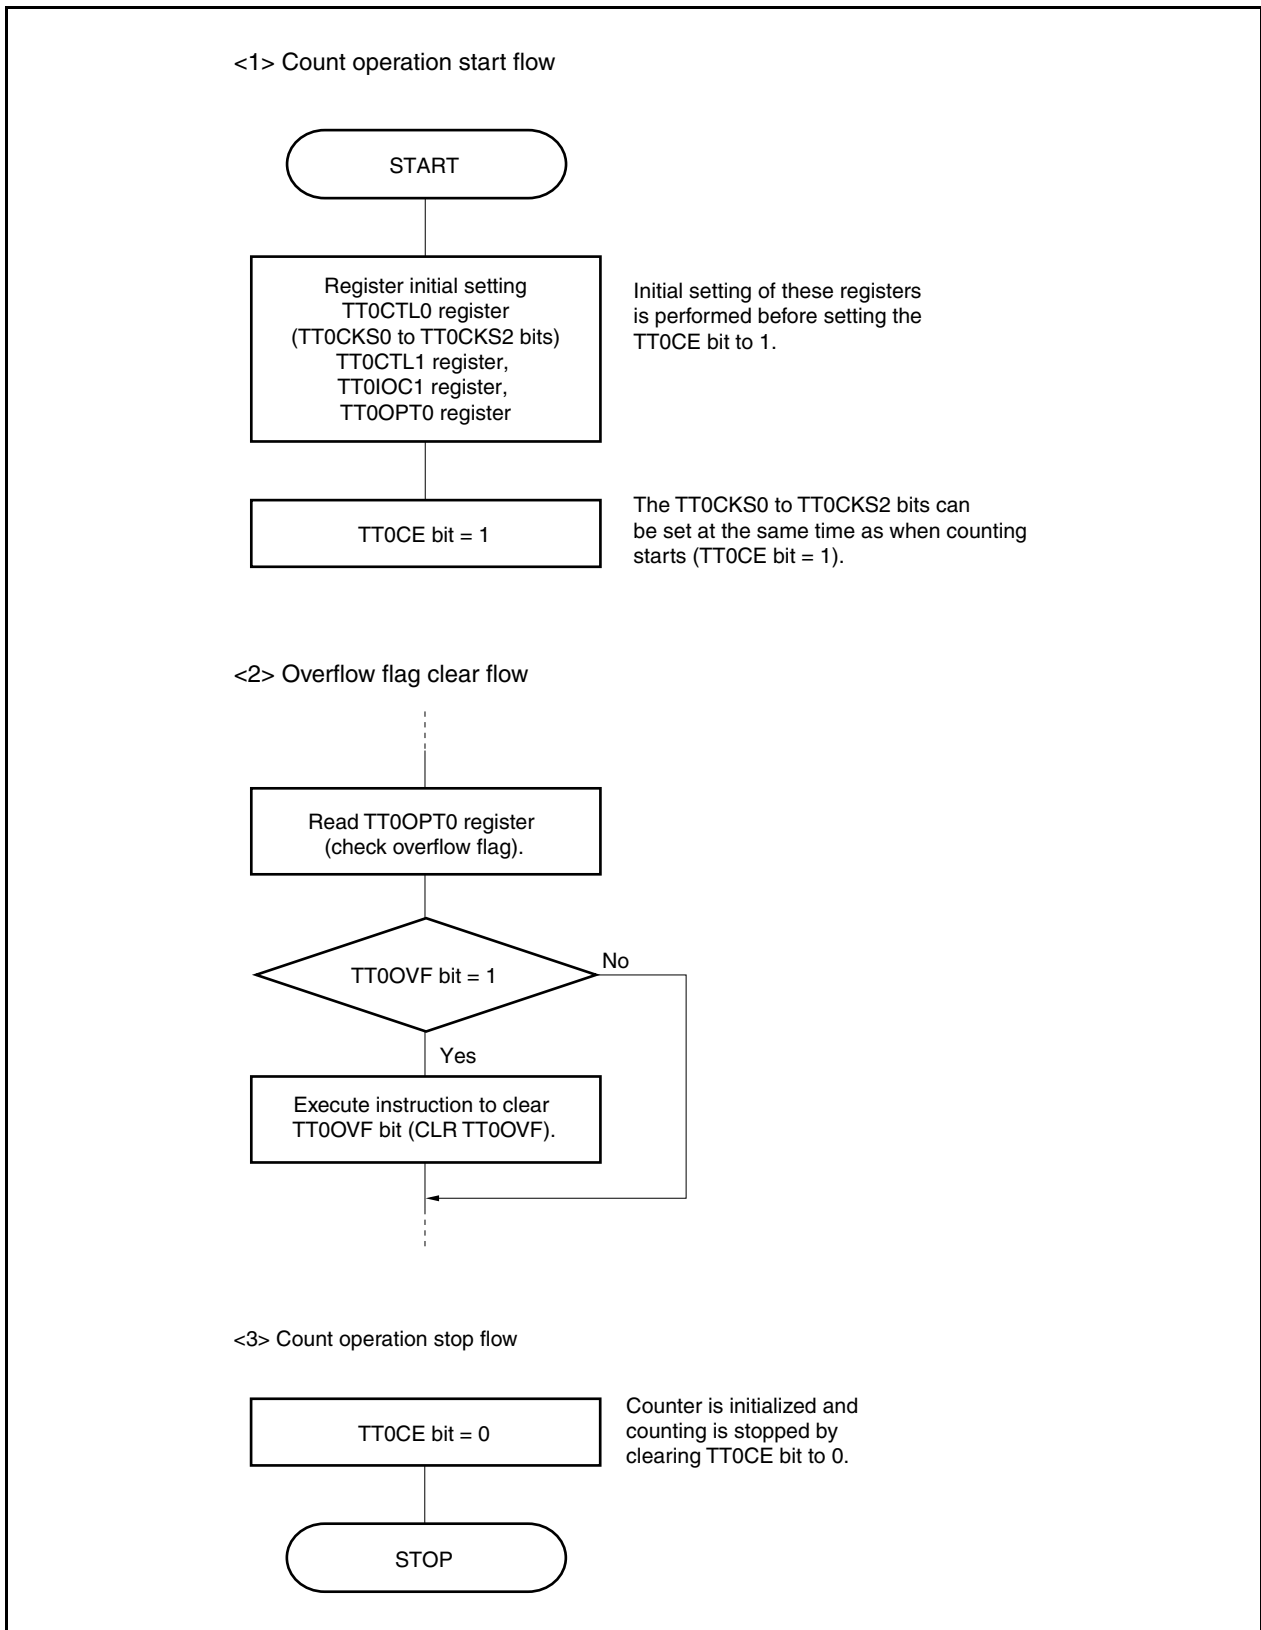 <1> Count operation start flow
START
Register initial setting
TT0CTL0 register
(TT0CKS0 to TT0CKS2 bits)
TT0CTL1 register,
TT0IOC1 register,
TT0OPT0 register
Initial setting of these registers
is performed before setting the
TT0CE bit to 1.
TT0CE bit = 1
The TT0CKS0 to TT0CKS2 bits can
be set at the same time as when counting
starts (TT0CE bit = 1).
<2> Overflow flag clear flow
Read TT0OPT0 register
(check overflow flag).
TT0OVF bit = 1
No
Yes
Execute instruction to clear
TT0OVF bit (CLR TT0OVF).
<3> Count operation stop flow
TT0CE bit = 0
Counter is initialized and
counting is stopped by
clearing TT0CE bit to 0.
STOP